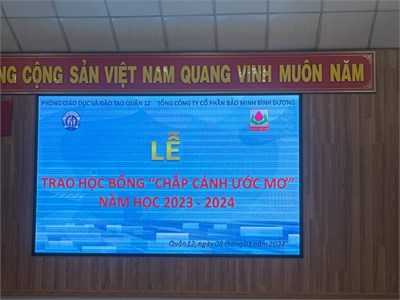 NG CỘNG SẢN VIỆT NAM QUANG VINH MUÔN NĂM
PHÒNG GIÁO DỤC VÀ ĐÀO TẠO QUẬN 12 TỔNG CÔNG TY CỔ PHẦN BẢO MINH BÌNH DƯƠNG
LỄ
TRAO HỌC BỔNG “CHẮP CÁNH ƯỚC MƠ”
NĂM HỌC 2023 - 2024
Quận 12, ngày 08 tháng 01 năm 2024